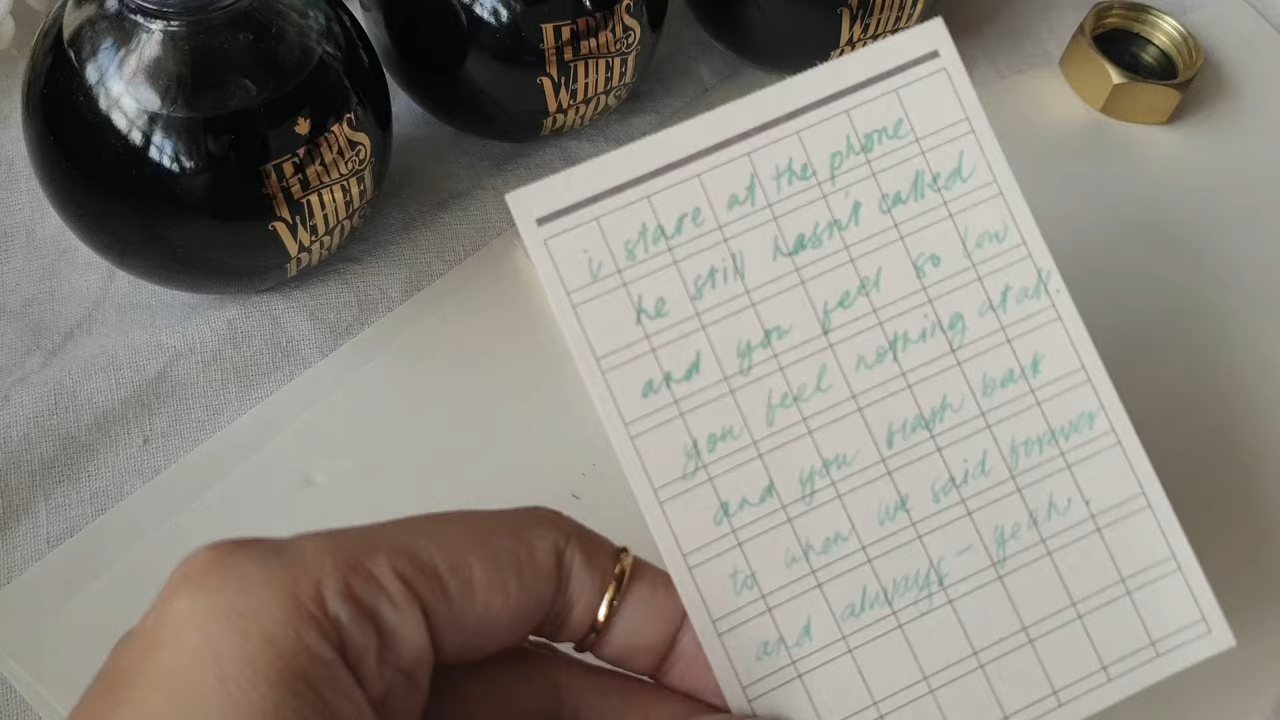 FERRIS
WHEEL
PRESS
FERRIS
WHEEL
PRESS
WHEEL
PRESS
i stare at the phone
he still hasn't called
and you feel so low
you feel nothing at all.
and you flash back
to when we said forever
and always - yeah.